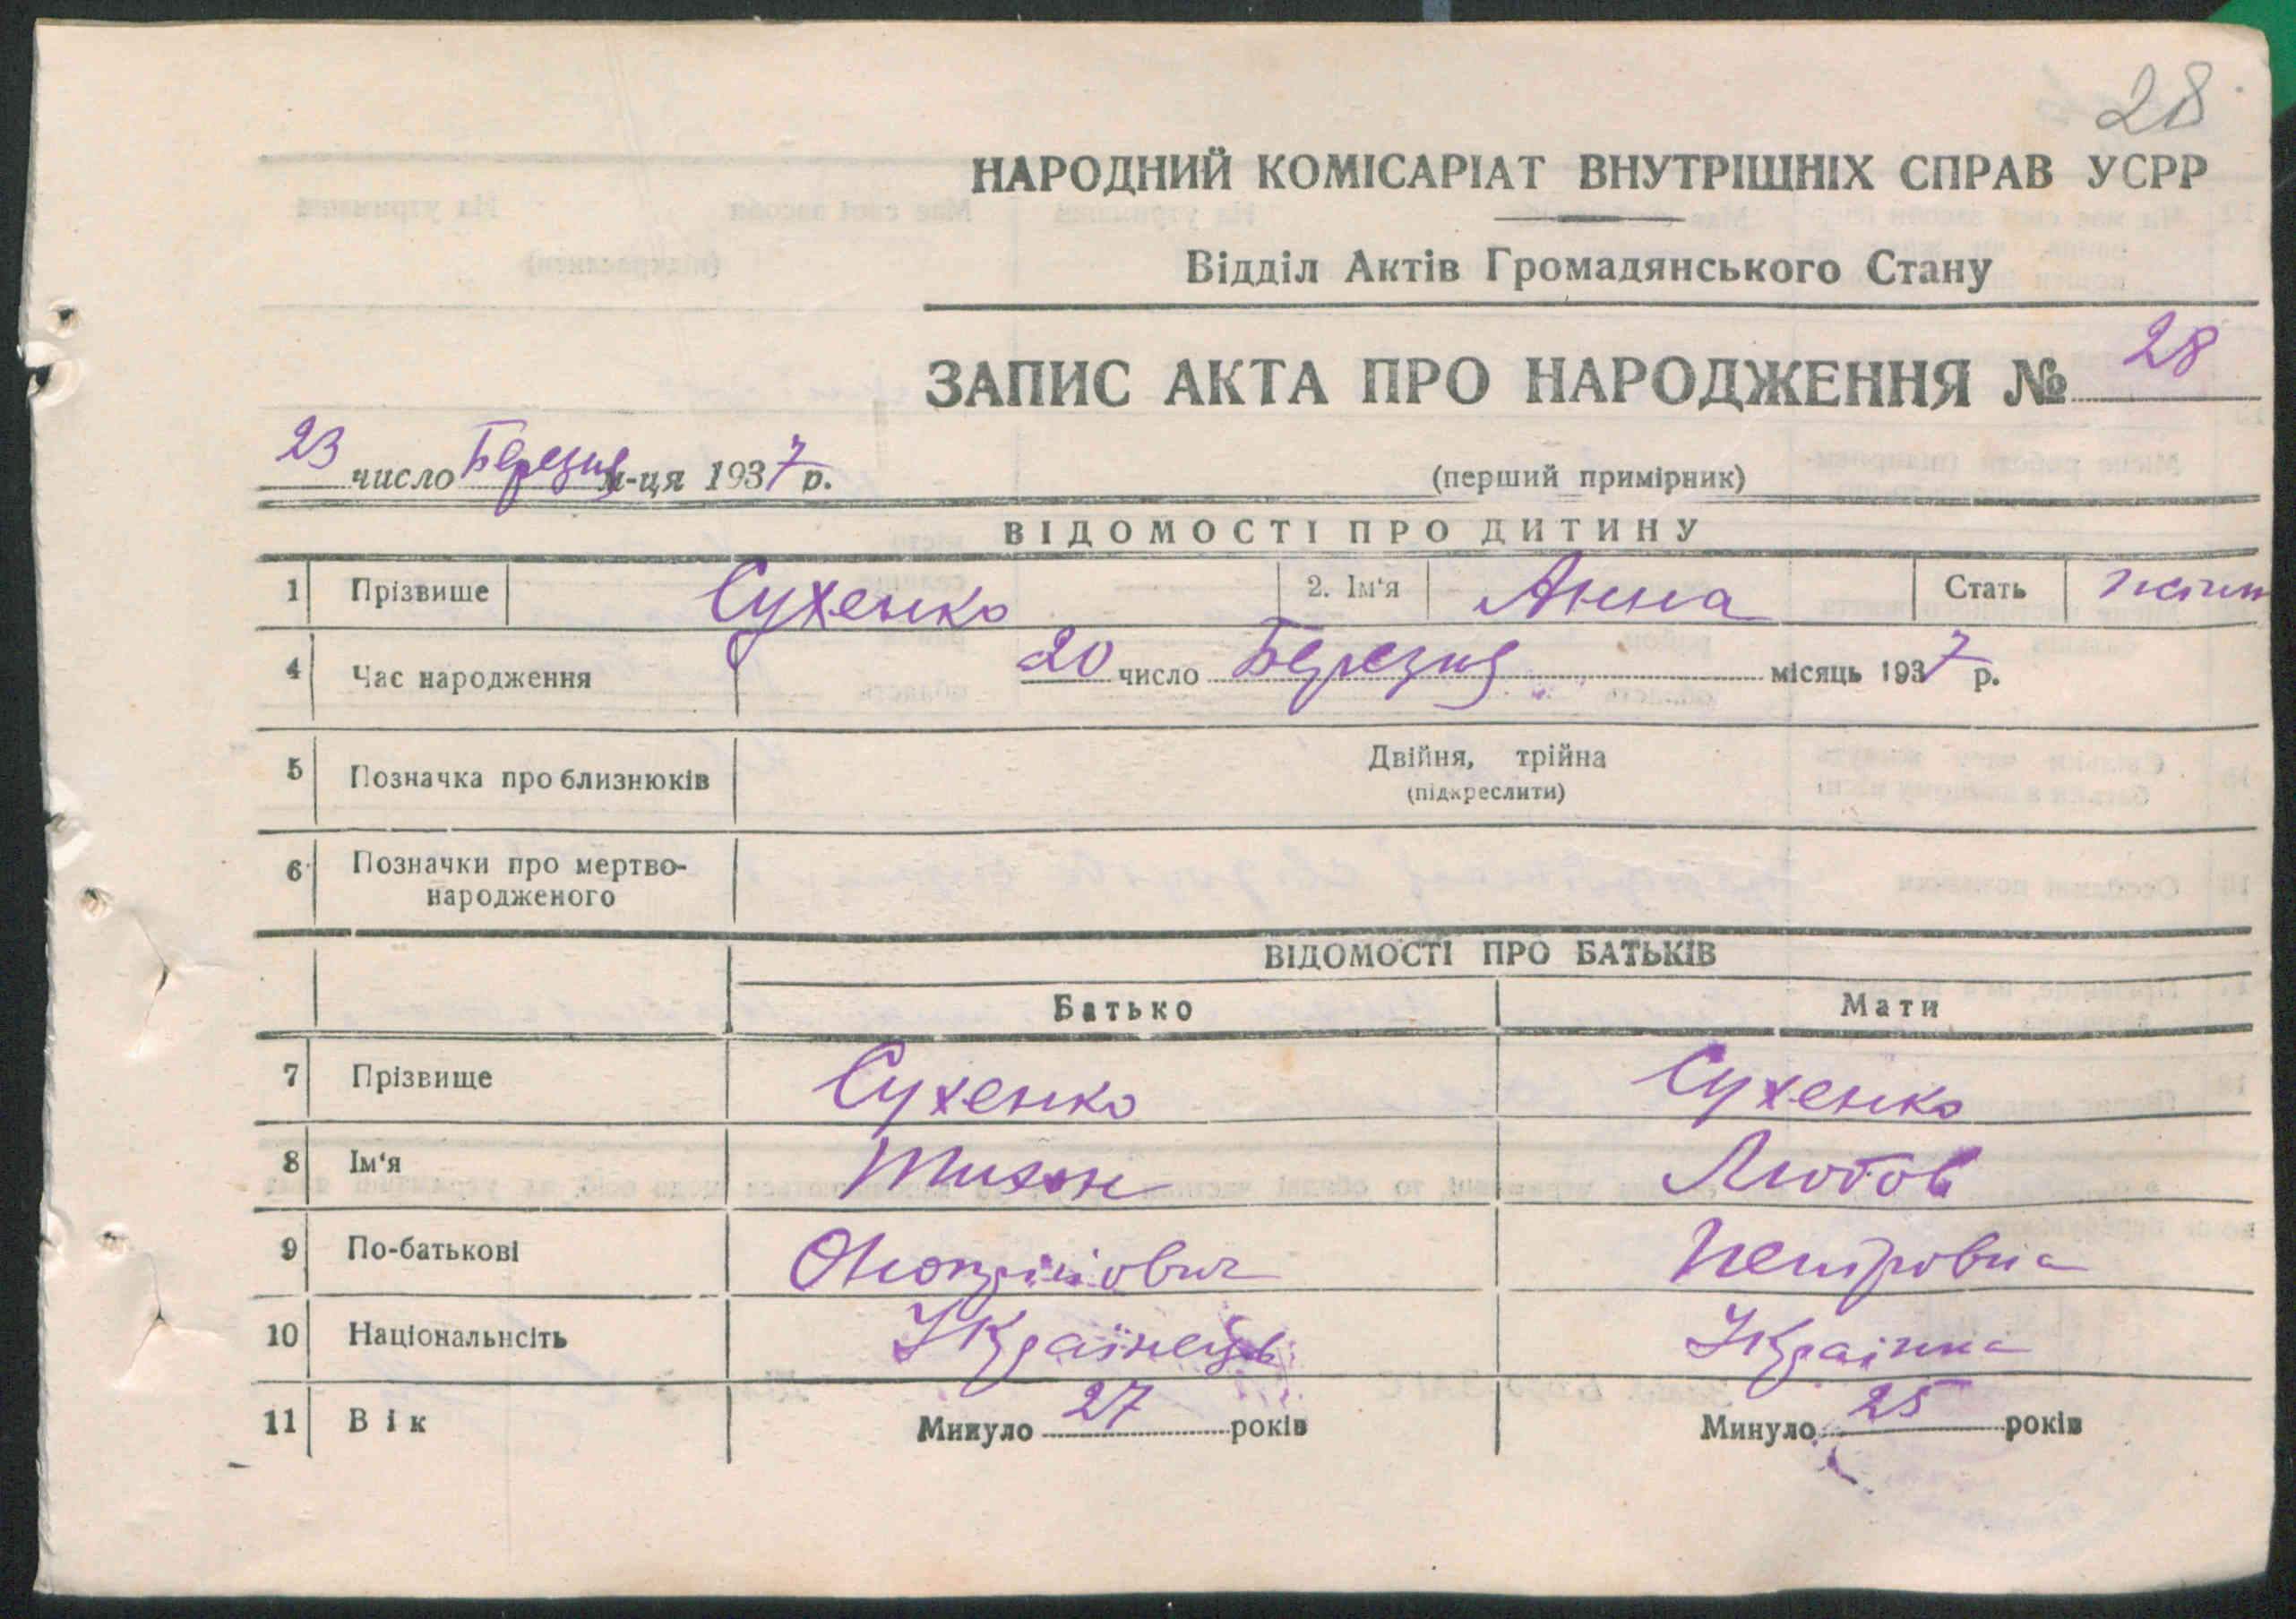 28
НАРОДНИЙ КОМІСАРІАТ ВНУТРІШНІХ СПРАВ УСРР
Відділ Актів Громадянського Стану
ЗАПИС АКТА ПРО НАРОДЖЕННЯ № 28
23 число Березня м-ця 1937 р.
(перший примірник)
ВІДОМОСТІ ПРО ДИТИНУ
1 Прізвише Сухенко 2. Ім‘я Анна Стать жіноч
4 Час народження 20 число Березня місяць 1937 р.
5 Позначка про близнюків Двійня, трійна
(підкреслити)
6 Позначки про мертво-
народженого
ВІДОМОСТІ ПРО БАТЬКІВ
Батько Мати
7 Прізвище Сухенко Сухенко
8 Ім‘я Тихон Любов
9 По-батькові Петровна
10 Національнсіть Українець Українка
11 Вік Минуло 27 років Минуло 25 років